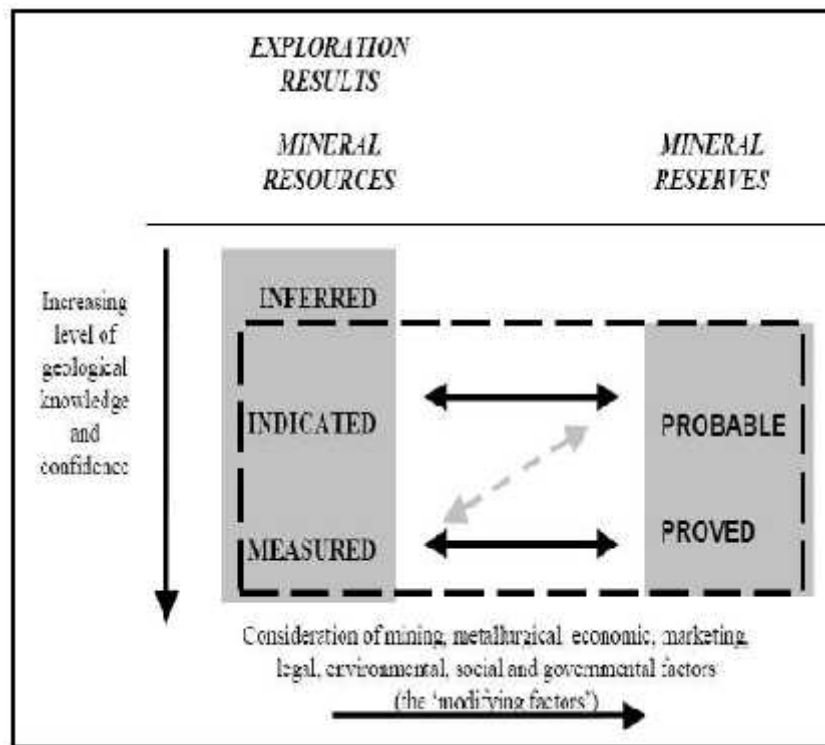 EXPLORATION
RESULTS
MINERAL
RESOURCES
MINERAL
RESERVES
Increasing
level of
geological
knowledge
and
confidence
INFERRED
INDICATED
MEASURED
PROBABLE
PROVED
Consideration of mining, metallurgical, economic, marketing,
legal, environmental, social and governmental factors
(the 'modifying factors')